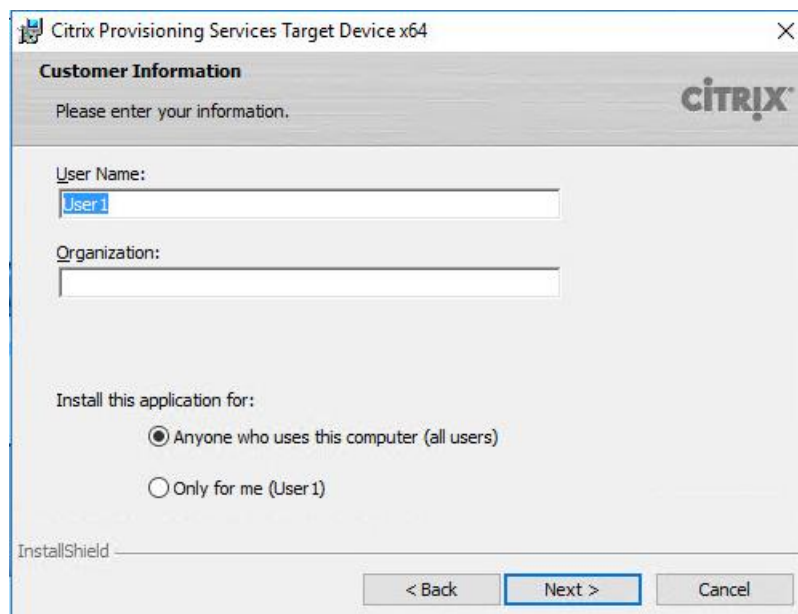 Citrix Provisioning Services Target Device x64
Customer Information
Please enter your information.
CITRIX
User Name:
User1
Organization:
Install this application for:
Anyone who uses this computer (all users)
Only for me (User1)
InstallShield
< Back
Next >
Cancel